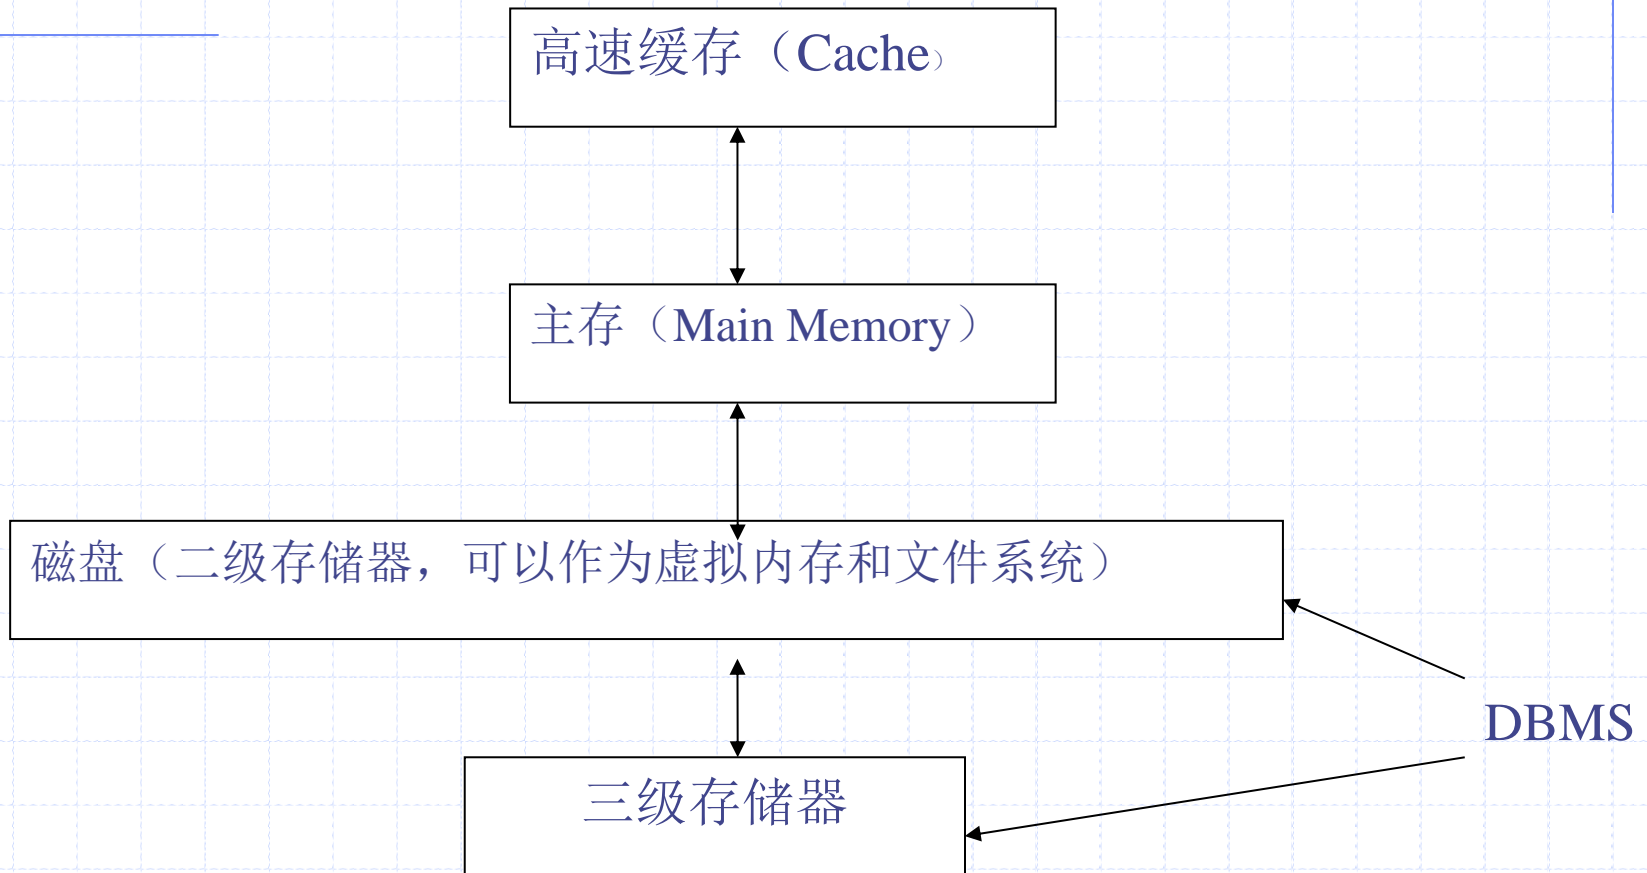 高速缓存（Cache）
主存（Main Memory）
磁盘（二级存储器，可以作为虚拟内存和文件系统）
DBMS
三级存储器